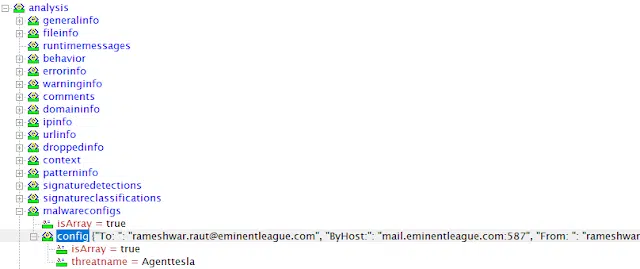 analysis
generalinfo
fileinfo
runtimemessages
behavior
errorinfo
warninginfo
comments
domaininfo
ipinfo
urlinfo
droppedinfo
context
patterninfo
signaturedetections
signatureclassifications
malwareconfigs
isArray = true
config {"To: ": "rameshwar.raut@eminentleague.com", "ByHost:": "mail.eminentleague.com:587", "From: ": "rameshwar
isArray = true
threatname = Agenttesla